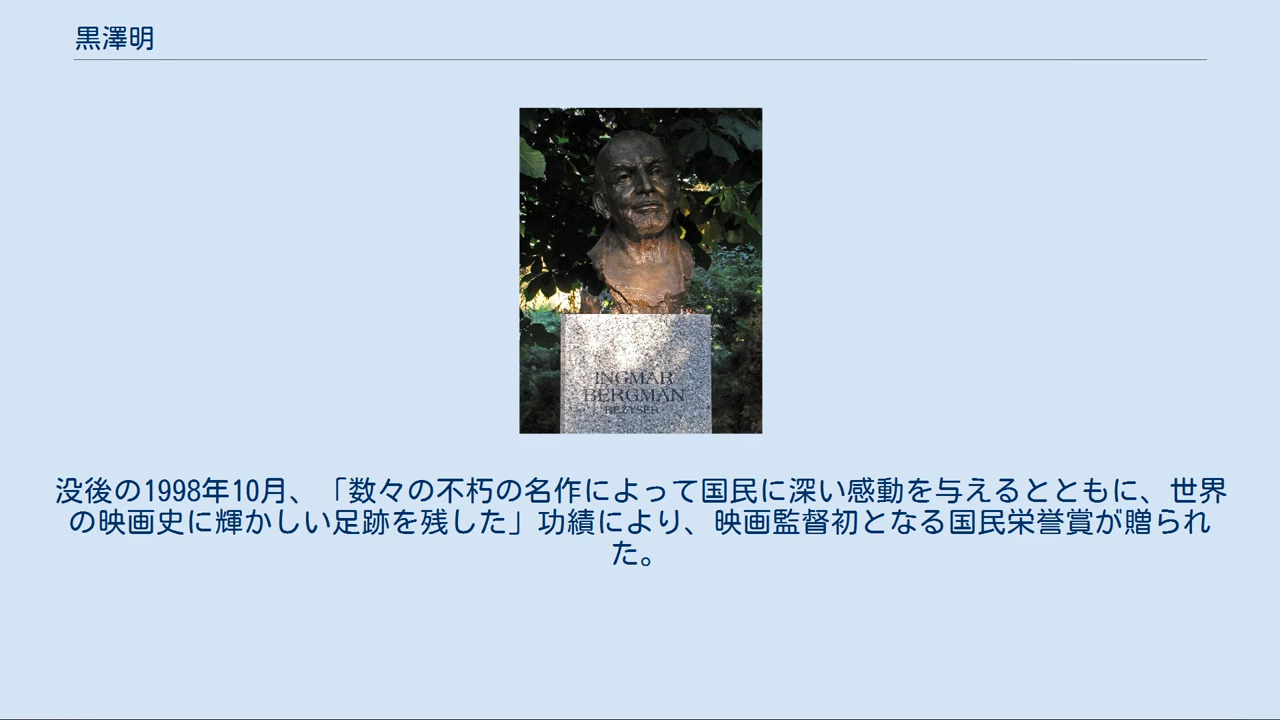 黒澤明
INGMAR
BERGMAN
REŻYSER
没後の1998年10月、「数々の不朽の名作によって国民に深い感動を与えるとともに、世界
の映画史に輝かしい足跡を残した」功績により、映画監督初となる国民栄誉賞が贈られ
た。